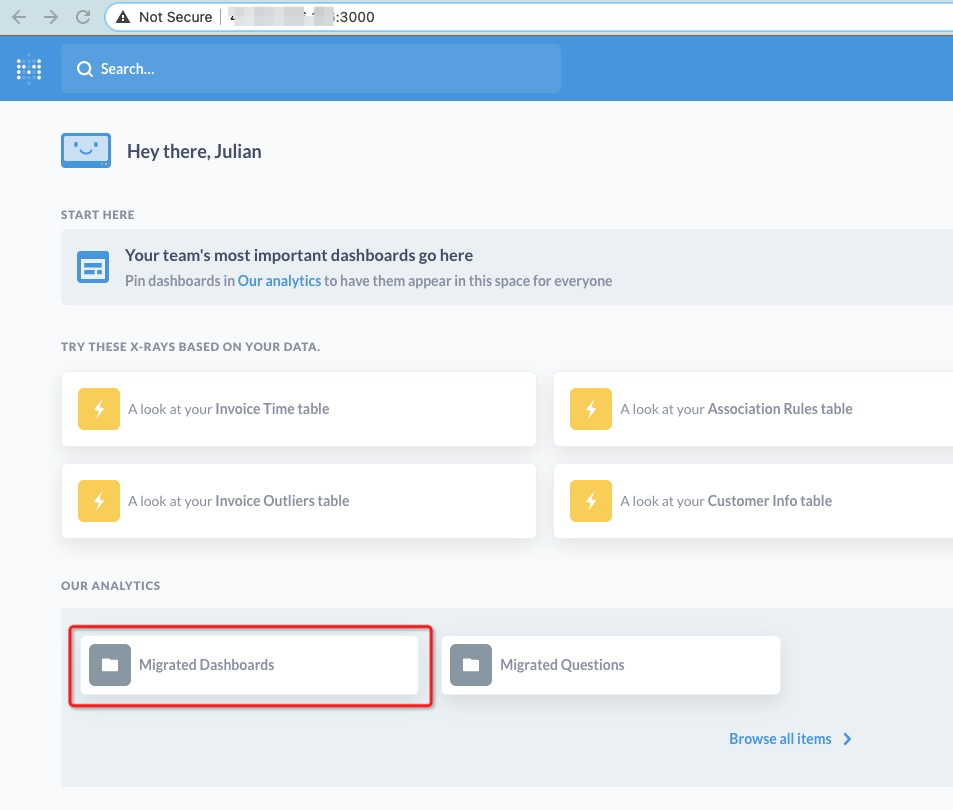 Not Secure :3000
Search...
Hey there, Julian
START HERE
Your team's most important dashboards go here
Pin dashboards in Our analytics to have them appear in this space for everyone
TRY THESE X-RAYS BASED ON YOUR DATA.
A look at your Invoice Time table
A look at your Association Rules table
A look at your Invoice Outliers table
A look at your Customer Info table
OUR ANALYTICS
Migrated Dashboards
Migrated Questions
Browse all items